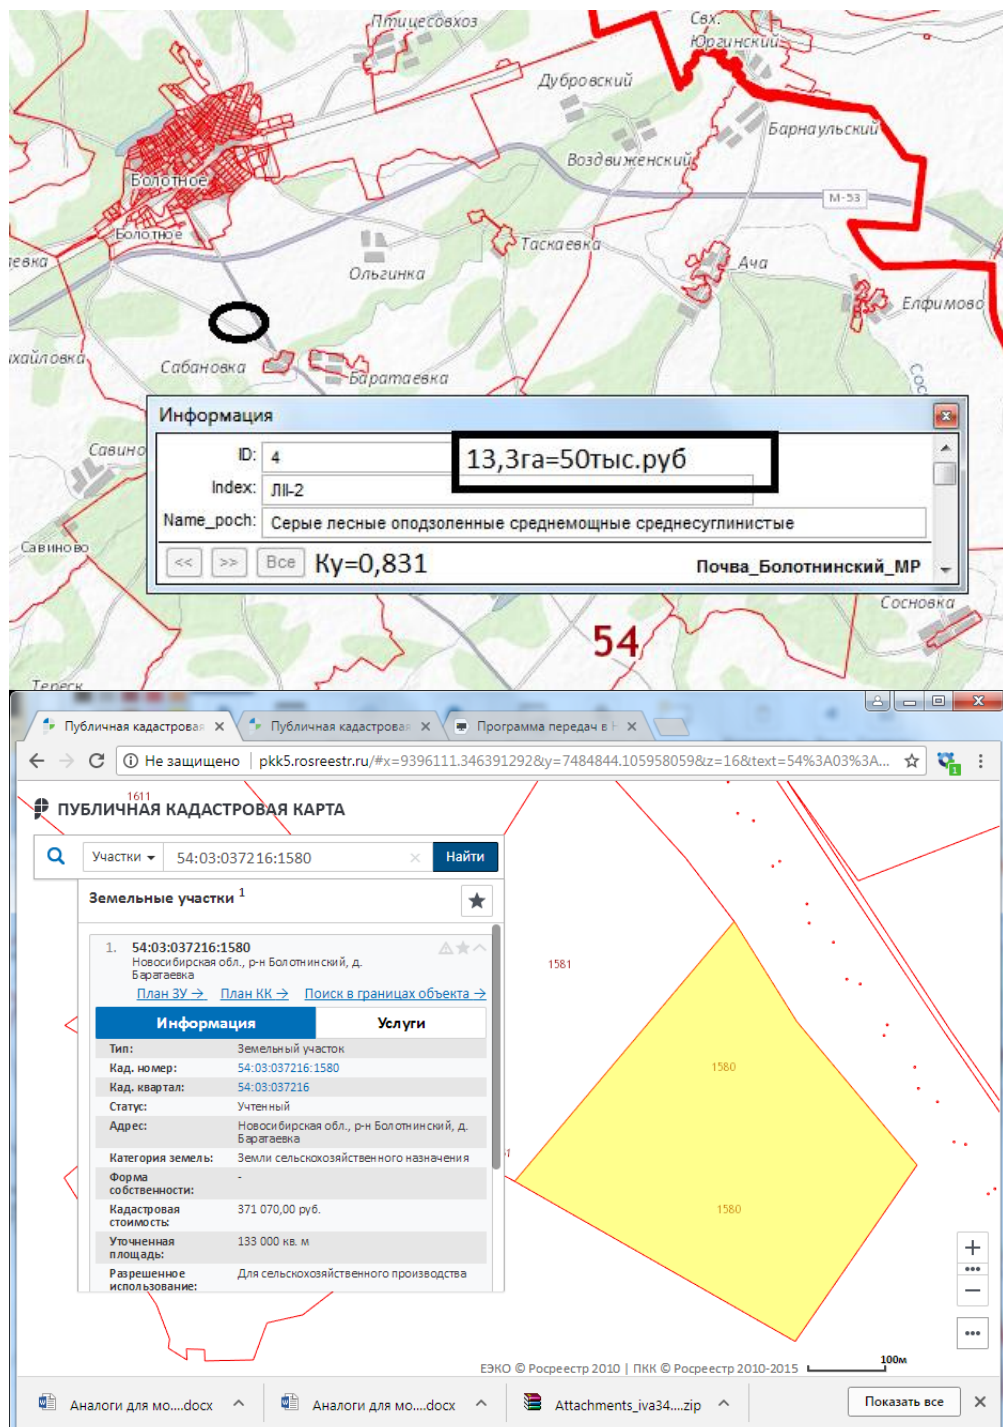 Птицесовхоз
Свх.
Юргинский
Дубровский
Барнаульский
Воздвиженский
Болотное
М-53
Болотное
Таскаевка
Ача
Ольгинка
Елфимово
Сабановка
Баратаевка
Информация
ID: 4
13,3га=50тыс.руб
Index: ЛII-2
Name_poch: Серые лесные оподзоленные среднемощные среднесуглинистые
<< >> Все Ку=0,831 Почва_Болотнинский_МР
Савино
Савиново
Сосновка
54
Публичная кадастровая
Публичная кадастровая
Программа передач в Н
Не защищено pkk5.rosreestr.ru/#x=9396111.346391292&y=7484844.1059580598&z=16&text=54%3A03%3A...
1611
ПУБЛИЧНАЯ КАДАСТРОВАЯ КАРТА
Участки 54:03:037216:1580 Найти
Земельные участки 1
1. 54:03:037216:1580
Новосибирская обл., р-н Болотнинский, д.
Баратаевка
План ЗУ → План КК → Поиск в границах объекта →
Информация Услуги
Тип: Земельный участок
Кад. номер: 54:03:037216:1580
Кад. квартал: 54:03:037216
Статус: Учтенный
Адрес: Новосибирская обл., р-н Болотнинский, д.
Баратаевка
Категория земель: Земли сельскохозяйственного назначения
Форма
собственности: -
Кадастровая
стоимость: 371 070,00 руб.
Уточненная
площадь: 133 000 кв. м
Разрешенное
использование: Для сельскохозяйственного производства
1581
1580
1580
100м
ЕЭКО © Росреестр 2010 | ПКК © Росреестр 2010-2015
Аналоги для мо....docx
Аналоги для мо....docx
Attachments_iva34....zip
Показать все